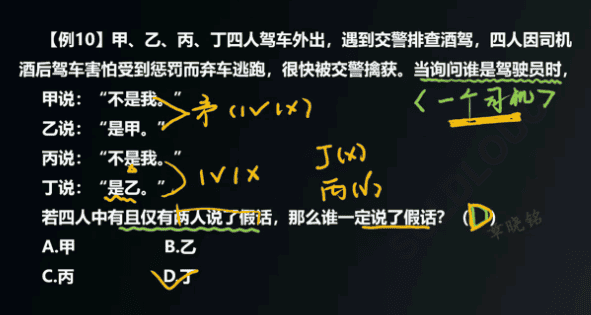 【例10】甲、乙、丙、丁四人驾车外出，遇到交警排查酒驾，四人因司机
酒后驾车害怕受到惩罚而弃车逃跑，很快被交警擒获。当询问谁是驾驶员时，
甲说：“不是我。”
乙说：“是甲。”
矛（1√1×）
〈一个司机〉
丙说：“不是我。”
丁说：“是乙。”
1√1×
丁(×)
丙(√)
若四人中有且仅有两人说了假话，那么谁一定说了假话？（D）
A.甲 B.乙
C.丙 D.丁